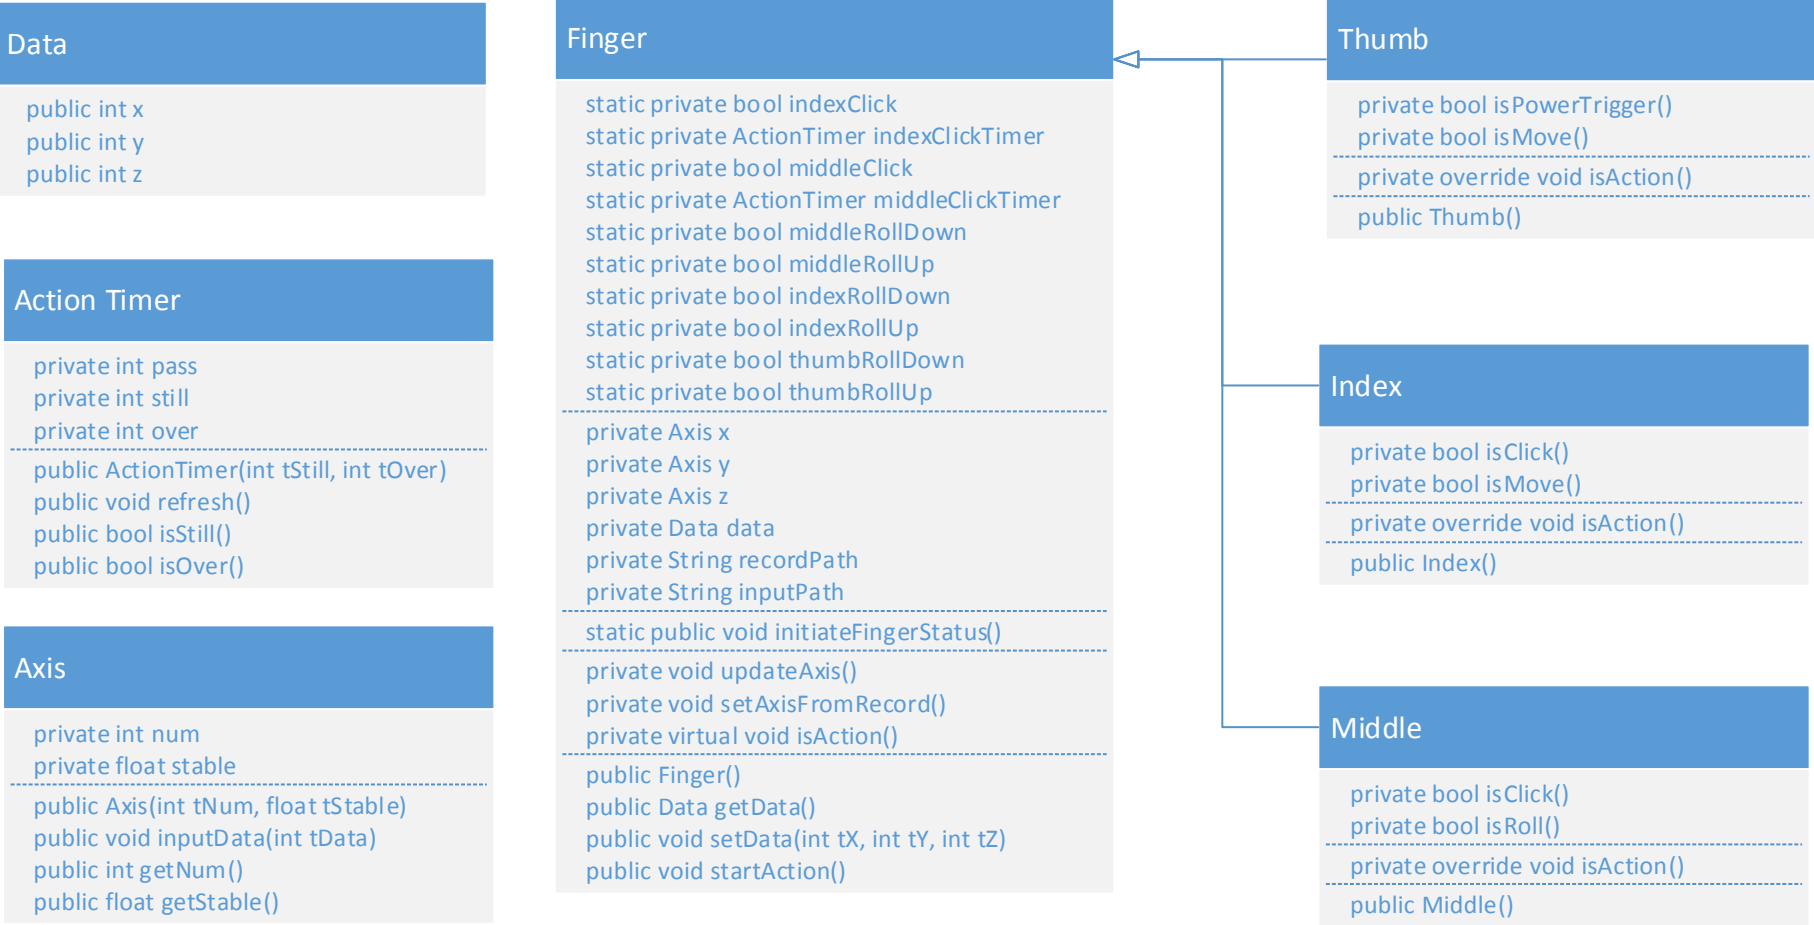 Data
public int x
public int y
public int z
Action Timer
private int pass
private int still
private int over
public ActionTimer(int tStill, int tOver)
public void refresh()
public bool isStill()
public bool isOver()
Axis
private int num
private float stable
public Axis(int tNum, float tStable)
public void inputData(int tData)
public int getNum()
public float getStable()
Finger
static private bool indexClick
static private ActionTimer indexClickTimer
static private bool middleClick
static private ActionTimer middleClickTimer
static private bool middleRollDown
static private bool middleRollUp
static private bool indexRollDown
static private bool indexRollUp
static private bool thumbRollDown
static private bool thumbRollUp
private Axis x
private Axis y
private Axis z
private Data data
private String recordPath
private String inputPath
static public void initiateFingerStatus()
private void updateAxis()
private void setAxisFromRecord()
private virtual void isAction()
public Finger()
public Data getData()
public void setData(int tX, int tY, int tZ)
public void startAction()
Thumb
private bool isPowerTrigger()
private bool isMove()
private override void isAction()
public Thumb()
Index
private bool isClick()
private bool isMove()
private override void isAction()
public Index()
Middle
private bool isClick()
private bool isRoll()
private override void isAction()
public Middle()